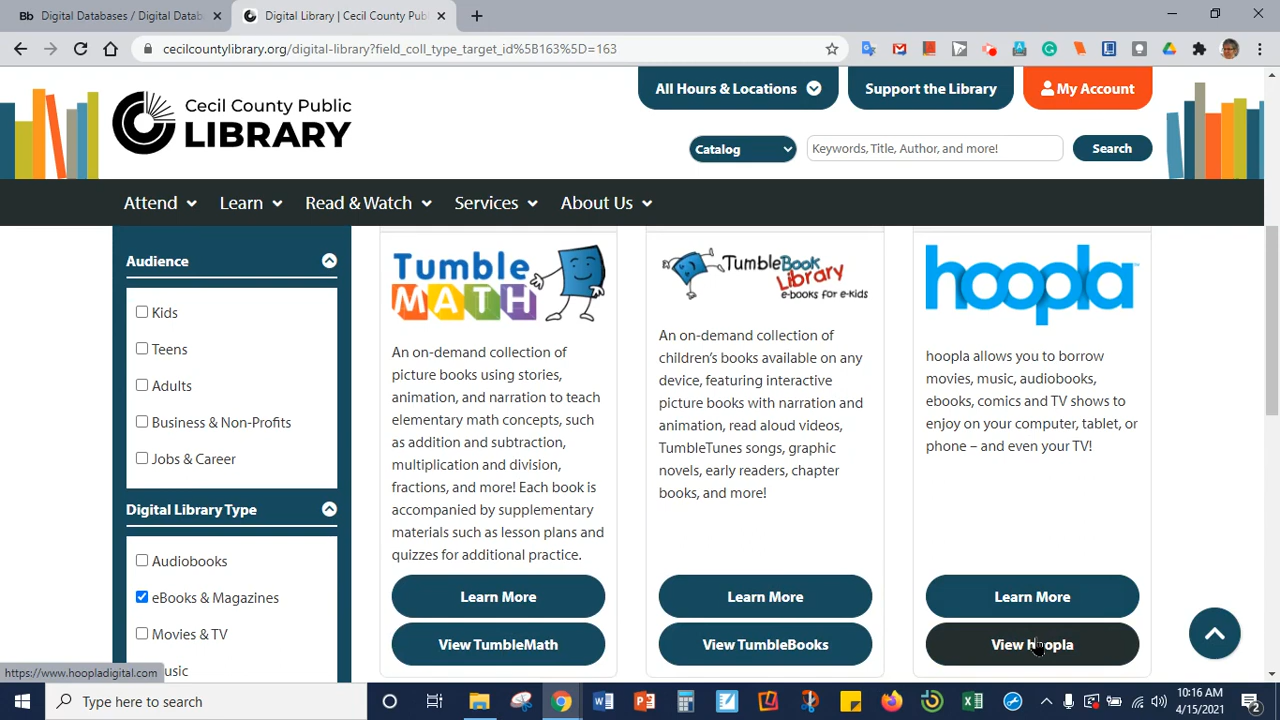 Bb Digital Databases / Digital Datab
Digital Library | Cecil County Pub
cecilcountylibrary.org/digital-library?field_coll_type_target_id%5B163%5D=163
Cecil County Public
LIBRARY
All Hours & Locations
Support the Library
My Account
Catalog
Keywords, Title, Author, and more!
Search
Attend
Learn
Read & Watch
Services
About Us
Audience
Kids
Teens
Adults
Business & Non-Profits
Jobs & Career
Digital Library Type
Audiobooks
eBooks & Magazines
Movies & TV
usic
Tumble
MATH
An on-demand collection of
picture books using stories,
animation, and narration to teach
elementary math concepts, such
as addition and subtraction,
multiplication and division,
fractions, and more! Each book is
accompanied by supplementary
materials such as lesson plans and
quizzes for additional practice.
Learn More
View TumbleMath
TumbleBook
Library
e-books for e-kids
An on-demand collection of
children's books available on any
device, featuring interactive
picture books with narration and
animation, read aloud videos,
TumbleTunes songs, graphic
novels, early readers, chapter
books, and more!
Learn More
View TumbleBooks
hoopla
hoopla allows you to borrow
movies, music, audiobooks,
ebooks, comics and TV shows to
enjoy on your computer, tablet, or
phone – and even your TV!
Learn More
View hoopla
https://www.hoopladigital.com
Type here to search
10:16 AM
4/15/2021
2